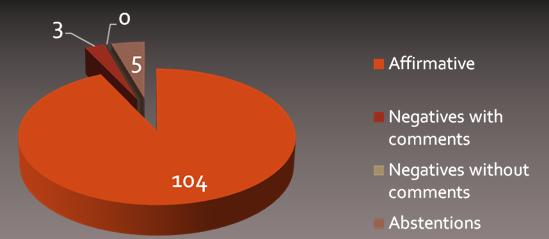 3
0
5
104
Affirmative
Negatives with
comments
Negatives without
comments
Abstentions